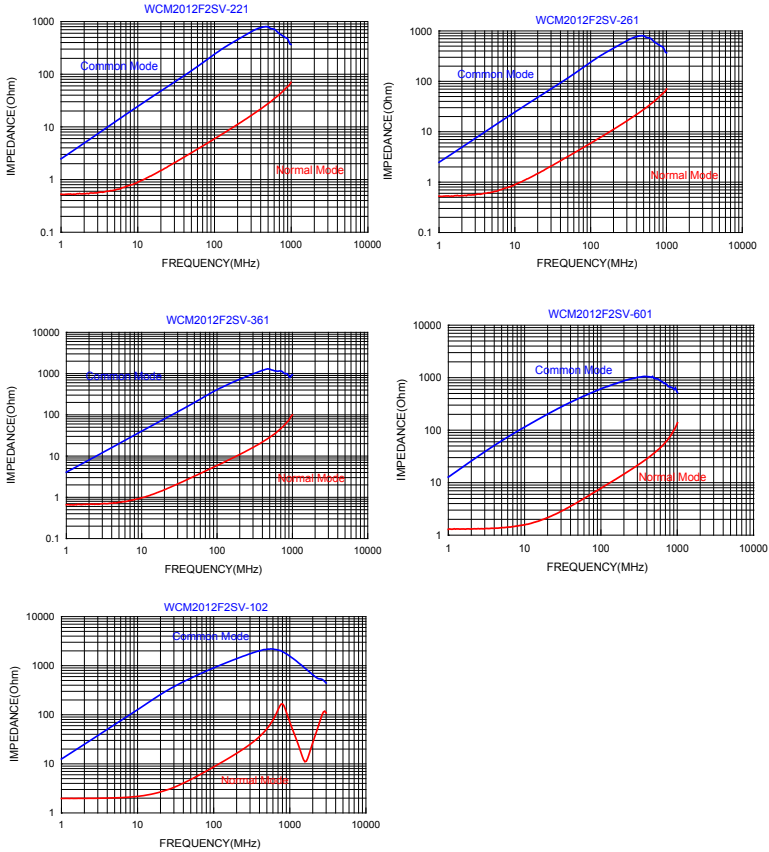 WCM2012F2SV-221
1000
100
10
1
0.1
IMPEDANCE(Ohm)
Common Mode
Normal Mode
1 10 100 1000 10000
FREQUENCY(MHz)
WCM2012F2SV-261
1000
100
10
1
0.1
IMPEDANCE(Ohm)
Common Mode
Normal Mode
1 10 100 1000 10000
FREQUENCY(MHz)
WCM2012F2SV-361
10000
1000
100
10
1
0.1
IMPEDANCE(Ohm)
Common Mode
Normal Mode
1 10 100 1000 10000
FREQUENCY(MHz)
WCM2012F2SV-601
10000
1000
100
10
1
IMPEDANCE(Ohm)
Common Mode
Normal Mode
1 10 100 1000 10000
FREQUENCY(MHz)
WCM2012F2SV-102
10000
1000
100
10
1
IMPEDANCE(Ohm)
Common Mode
Normal Mode
1 10 100 1000 10000
FREQUENCY(MHz)